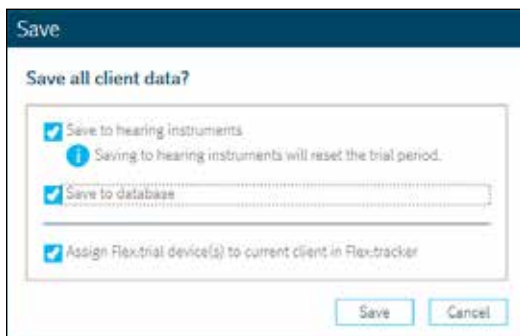 Save
Save all client data?
Save to hearing instruments
Saving to hearing instruments will reset the trial period.
Save to database
Assign Flex:trial device(s) to current client in Flex:tracker
Save Cancel